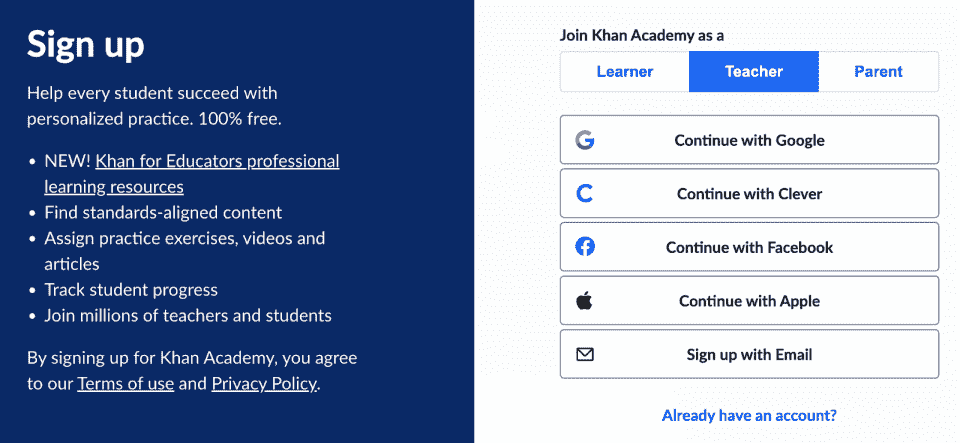 Sign up
Help every student succeed with
personalized practice. 100% free.
• NEW! Khan for Educators professional
learning resources
• Find standards-aligned content
• Assign practice exercises, videos and
articles
• Track student progress
• Join millions of teachers and students
By signing up for Khan Academy, you agree
to our Terms of use and Privacy Policy.
Join Khan Academy as a
Learner
Teacher
Parent
Continue with Google
Continue with Clever
Continue with Facebook
Continue with Apple
Sign up with Email
Already have an account?